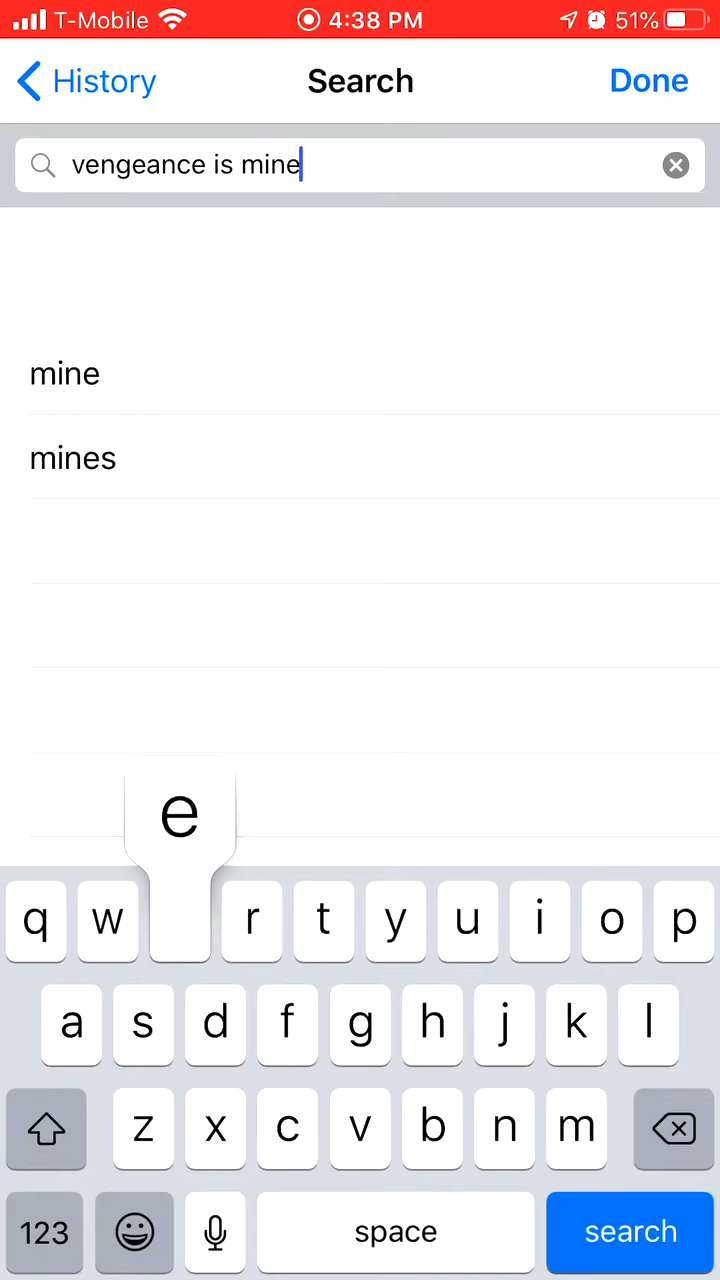 T-Mobile 4:38 PM 51%
History Search Done
vengeance is mine
mine
mines
e
q w r t y u i o p
a s d f g h j k l
z x c v b n m
123 space search